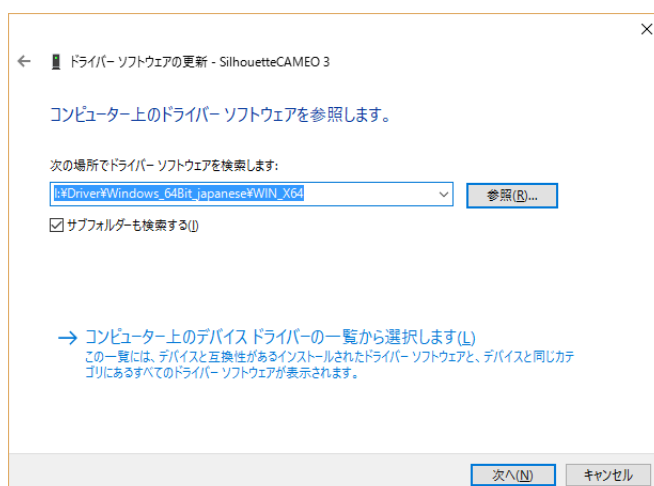 ドライバー ソフトウェアの更新 - SilhouetteCAMEO 3
コンピューター上のドライバー ソフトウェアを参照します。
次の場所でドライバー ソフトウェアを検索します:
I:¥Driver¥Windows_64Bit_japanese¥WIN_X64
参照(R)...
サブフォルダーも検索する(I)
コンピューター上のデバイス ドライバーの一覧から選択します(L)
この一覧には、デバイスと互換性があるインストールされたドライバー ソフトウェアと、デバイスと同じカテ
ゴリにあるすべてのドライバー ソフトウェアが表示されます。
次へ(N)
キャンセル